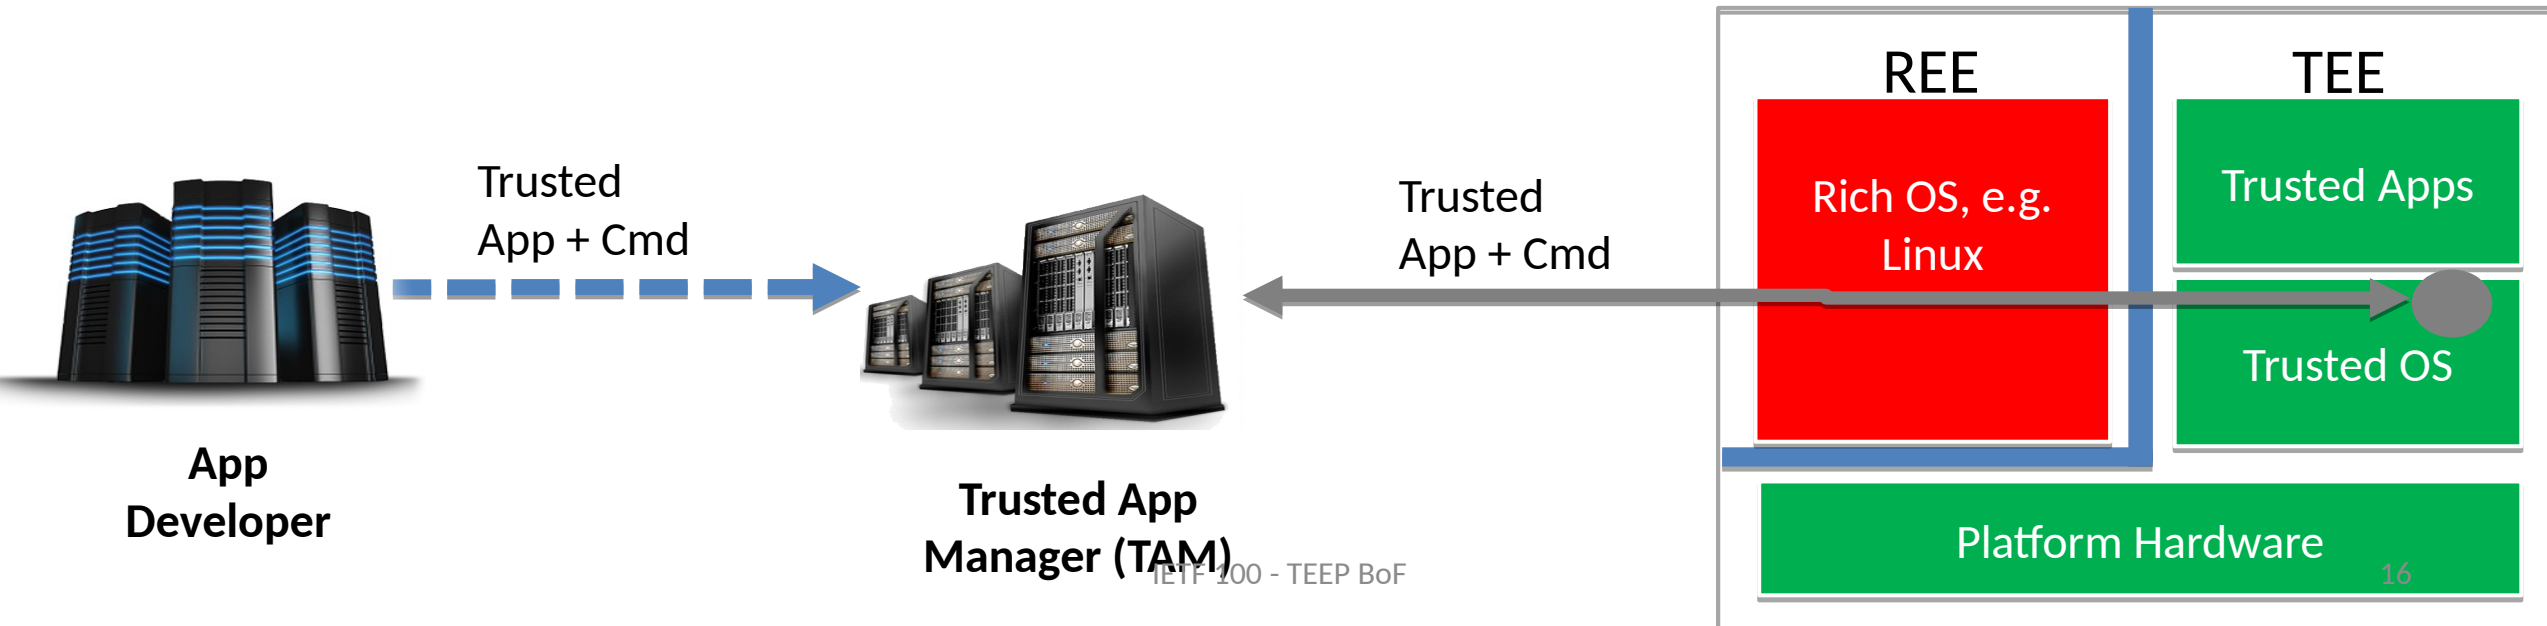 REE
TEE
Trusted
App + Cmd
Trusted
App + Cmd
Rich OS, e.g.
Linux
Trusted Apps
Trusted OS
App
Developer
Trusted App
Manager (TAM)
Platform Hardware
IETF 100 - TEEP BoF
16